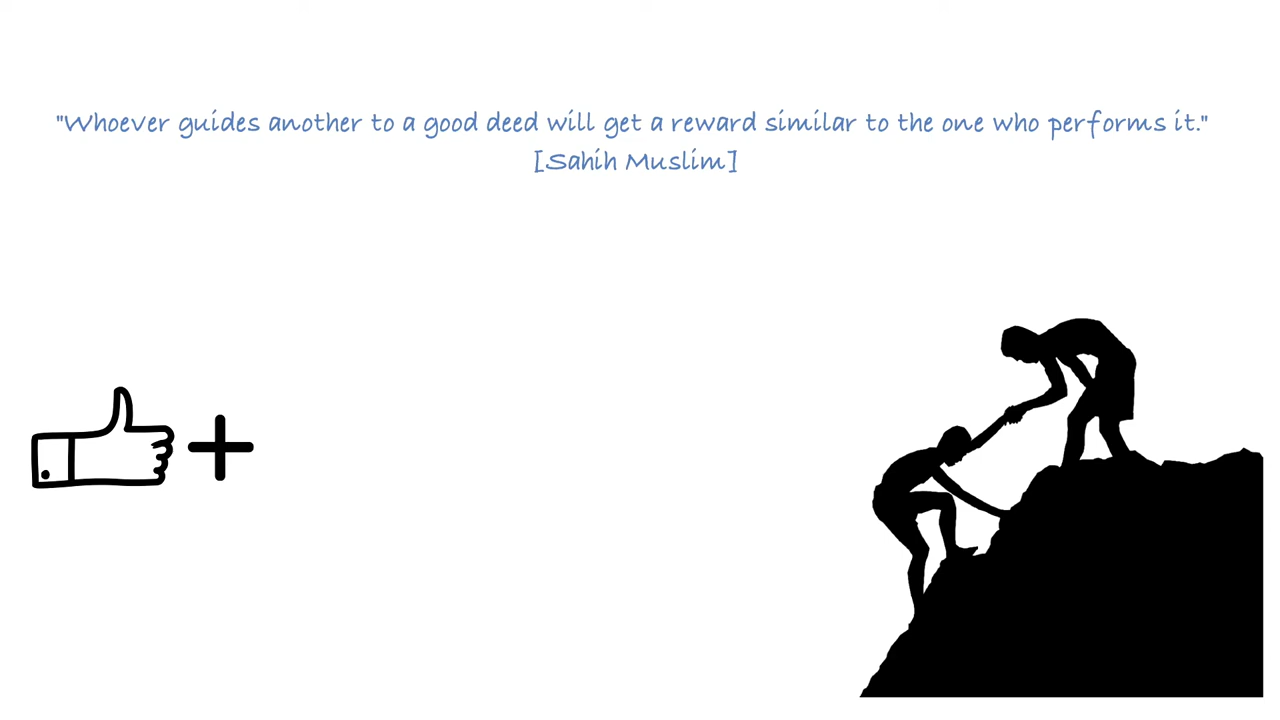 "Whoever guides another to a good deed will get a reward similar to the one who performs it."
[Sahih Muslim]